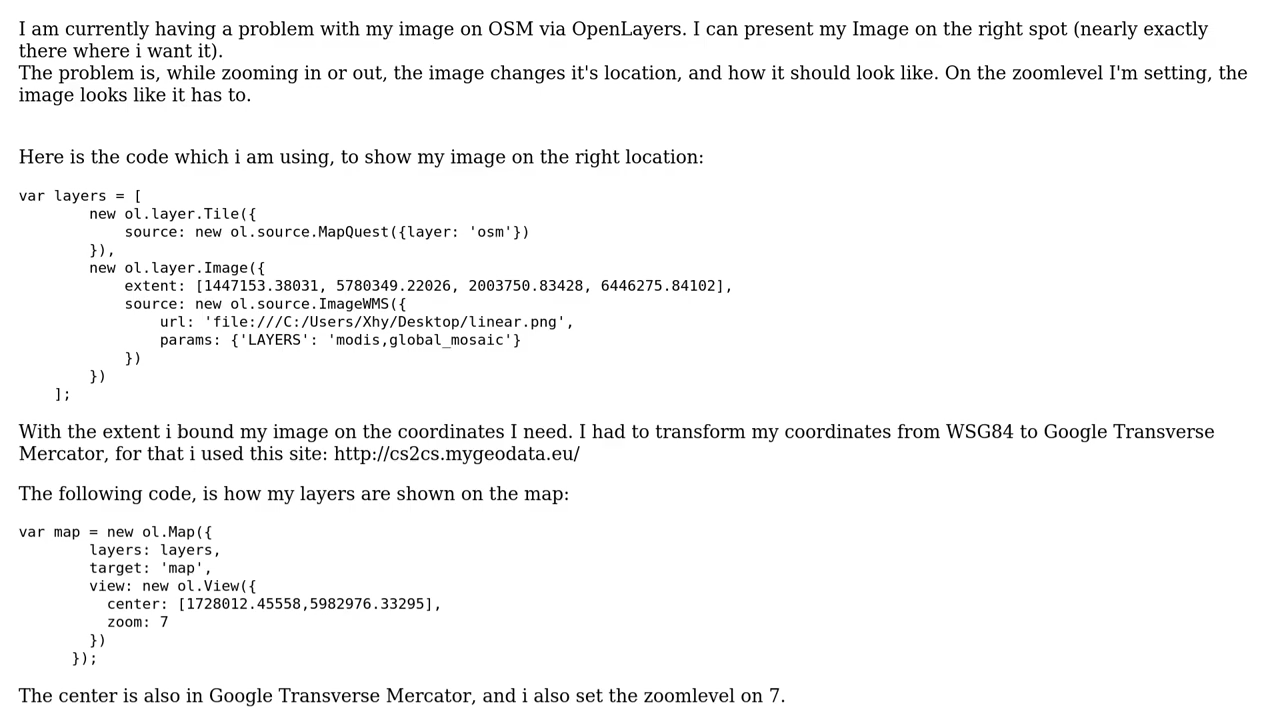 I am currently having a problem with my image on OSM via OpenLayers. I can present my Image on the right spot (nearly exactly
there where i want it).
The problem is, while zooming in or out, the image changes it's location, and how it should look like. On the zoomlevel I'm setting, the
image looks like it has to.
Here is the code which i am using, to show my image on the right location:
var layers = [
        new ol.layer.Tile({
            source: new ol.source.MapQuest({layer: 'osm'})
        }),
        new ol.layer.Image({
            extent: [1447153.38031, 5780349.22026, 2003750.83428, 6446275.84102],
            source: new ol.source.ImageWMS({
                url: 'file:///C:/Users/Xhy/Desktop/linear.png',
                params: {'LAYERS': 'modis,global_mosaic'}
            })
        })
    ];
With the extent i bound my image on the coordinates I need. I had to transform my coordinates from WSG84 to Google Transverse
Mercator, for that i used this site: http://cs2cs.mygeodata.eu/
The following code, is how my layers are shown on the map:
var map = new ol.Map({
        layers: layers,
        target: 'map',
        view: new ol.View({
          center: [1728012.45558,5982976.33295],
          zoom: 7
        })
      });
The center is also in Google Transverse Mercator, and i also set the zoomlevel on 7.